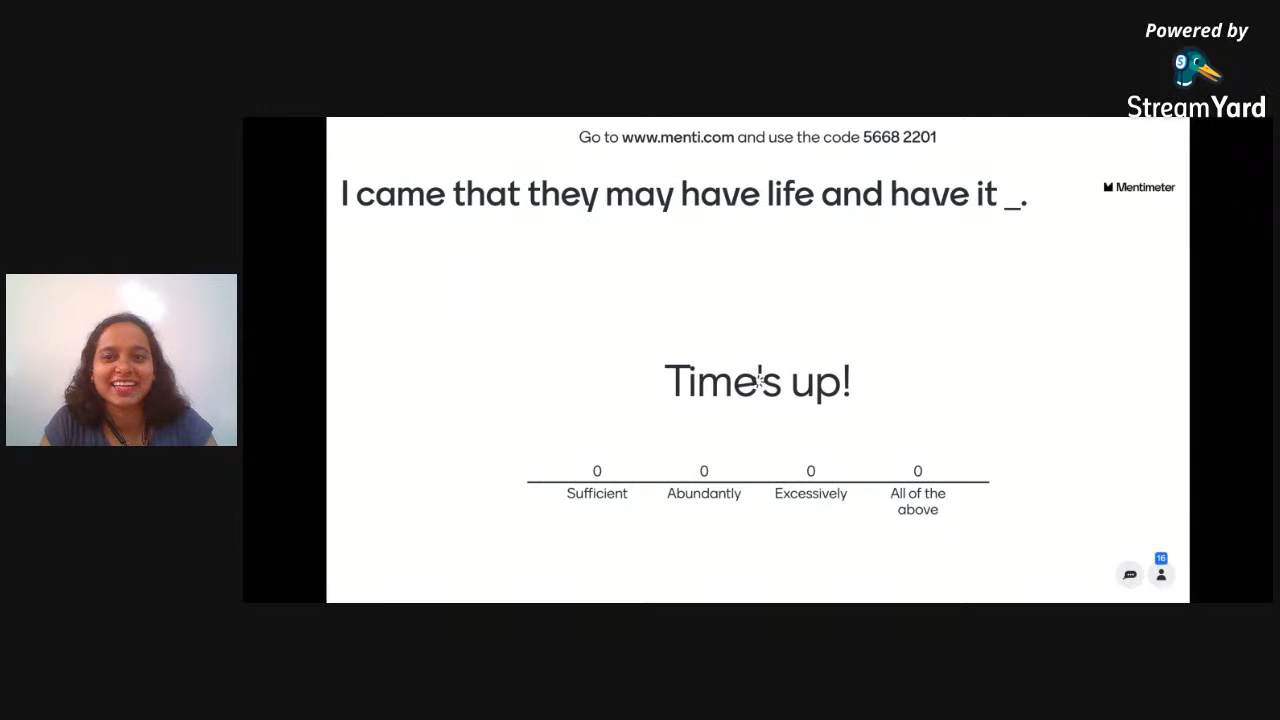 Powered by
StreamYard
Go to www.menti.com and use the code 5668 2201
I came that they may have life and have it _.
Mentimeter
Time's up!
0 0 0 0
Sufficient Abundantly Excessively All of the
above
16